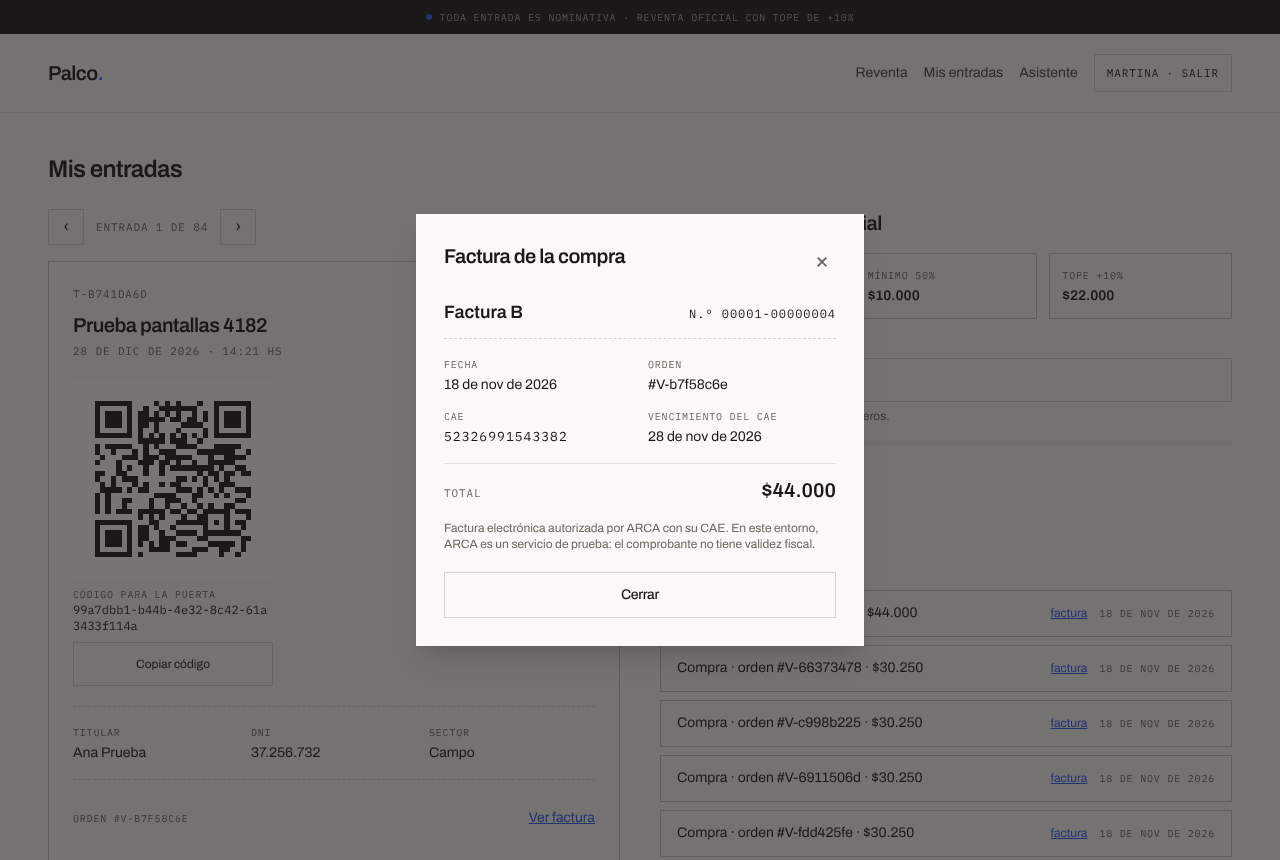 TODA ENTRADA ES NOMINATIVA · REVENTA OFICIAL CON TOPE DE +10%
Palco.
Reventa
Mis entradas
Asistente
MARTINA · SALIR
Mis entradas
‹
ENTRADA 1 DE 84
›
T-B741DA6D
Prueba pantallas 4182
28 DE DIC DE 2026 · 14:21 HS
CÓDIGO PARA LA PUERTA
99a7dbb1-b44b-4e32-8c42-61a
3433f114a
Copiar código
TITULAR
DNI
SECTOR
Ana Prueba
37.256.732
Campo
ORDEN #V-B7F58C6E
Ver factura
Factura de la compra
×
Factura B
N.º 00001-00000004
FECHA
ORDEN
18 de nov de 2026
#V-b7f58c6e
CAE
VENCIMIENTO DEL CAE
52326991543382
28 de nov de 2026
TOTAL
$44.000
Factura electrónica autorizada por ARCA con su CAE. En este entorno,
ARCA es un servicio de prueba: el comprobante no tiene validez fiscal.
Cerrar
MÍNIMO 50%
$10.000
TOPE +10%
$22.000
$44.000
factura
18 DE NOV DE 2026
Compra · orden #V-66373478 · $30.250
factura
18 DE NOV DE 2026
Compra · orden #V-c998b225 · $30.250
factura
18 DE NOV DE 2026
Compra · orden #V-6911506d · $30.250
factura
18 DE NOV DE 2026
Compra · orden #V-fdd425fe · $30.250
factura
18 DE NOV DE 2026